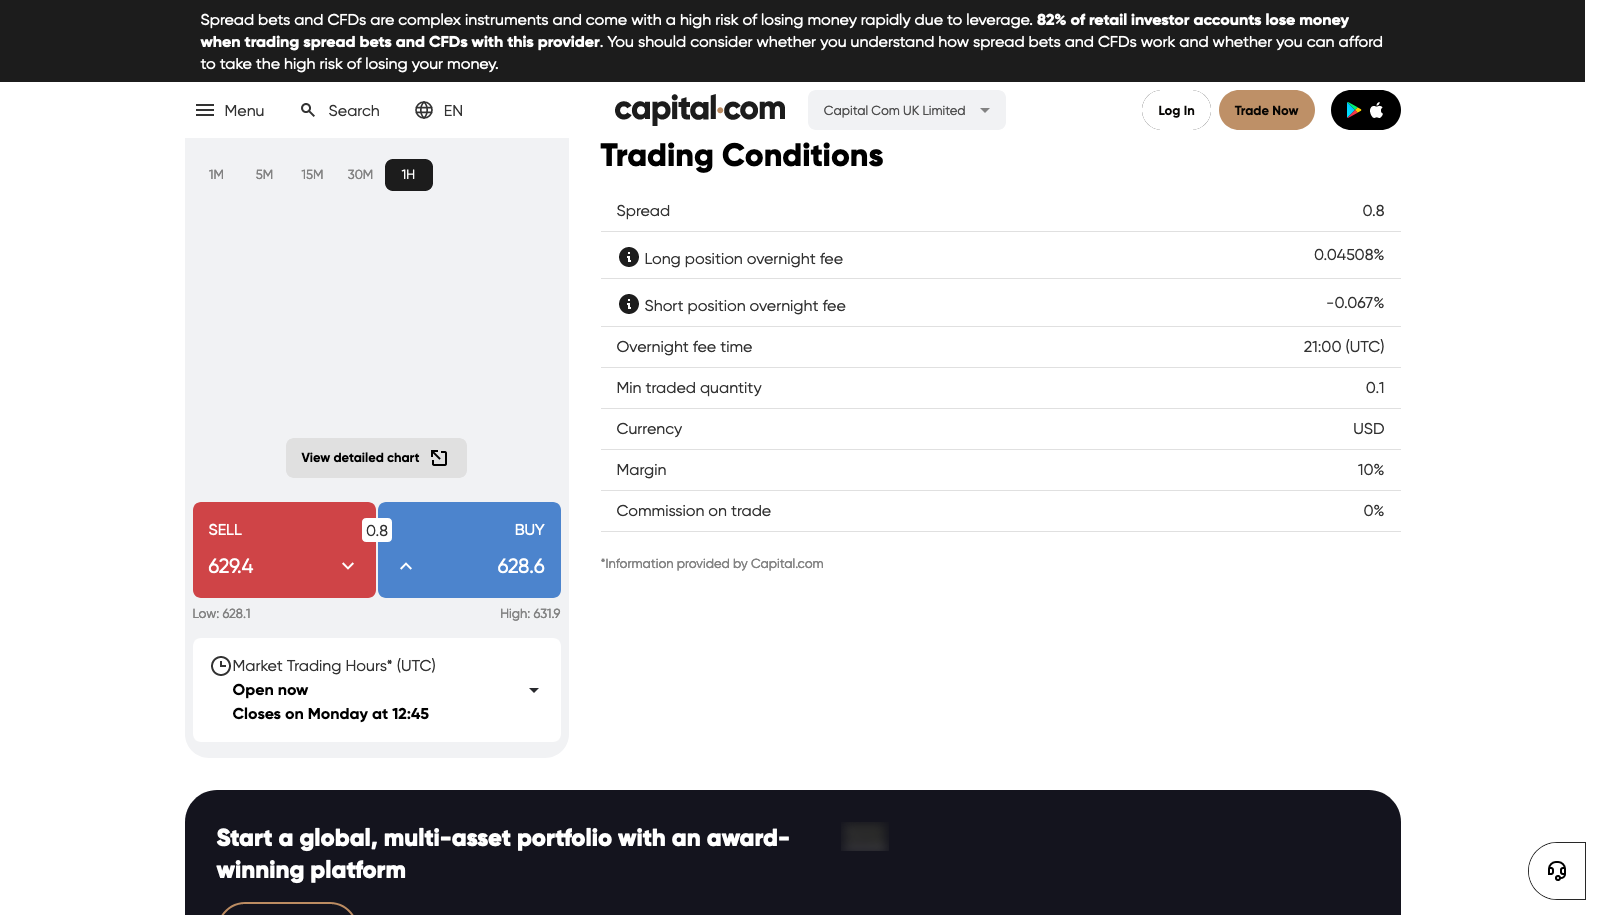 Spread bets and CFDs are complex instruments and come with a high risk of losing money rapidly due to leverage. 82% of retail investor accounts lose money
when trading spread bets and CFDs with this provider. You should consider whether you understand how spread bets and CFDs work and whether you can afford
to take the high risk of losing your money.
Menu
Search
EN
capital.com
Capital Com UK Limited
Log In
Trade Now
1M 5M 15M 30M 1H
View detailed chart
SELL
629.4
0.8
BUY
628.6
Low: 628.1
High: 631.9
Market Trading Hours* (UTC)
Open now
Closes on Monday at 12:45
Trading Conditions
Spread 0.8
Long position overnight fee 0.04508%
Short position overnight fee -0.067%
Overnight fee time 21:00 (UTC)
Min traded quantity 0.1
Currency USD
Margin 10%
Commission on trade 0%
*Information provided by Capital.com
Start a global, multi-asset portfolio with an award-
winning platform